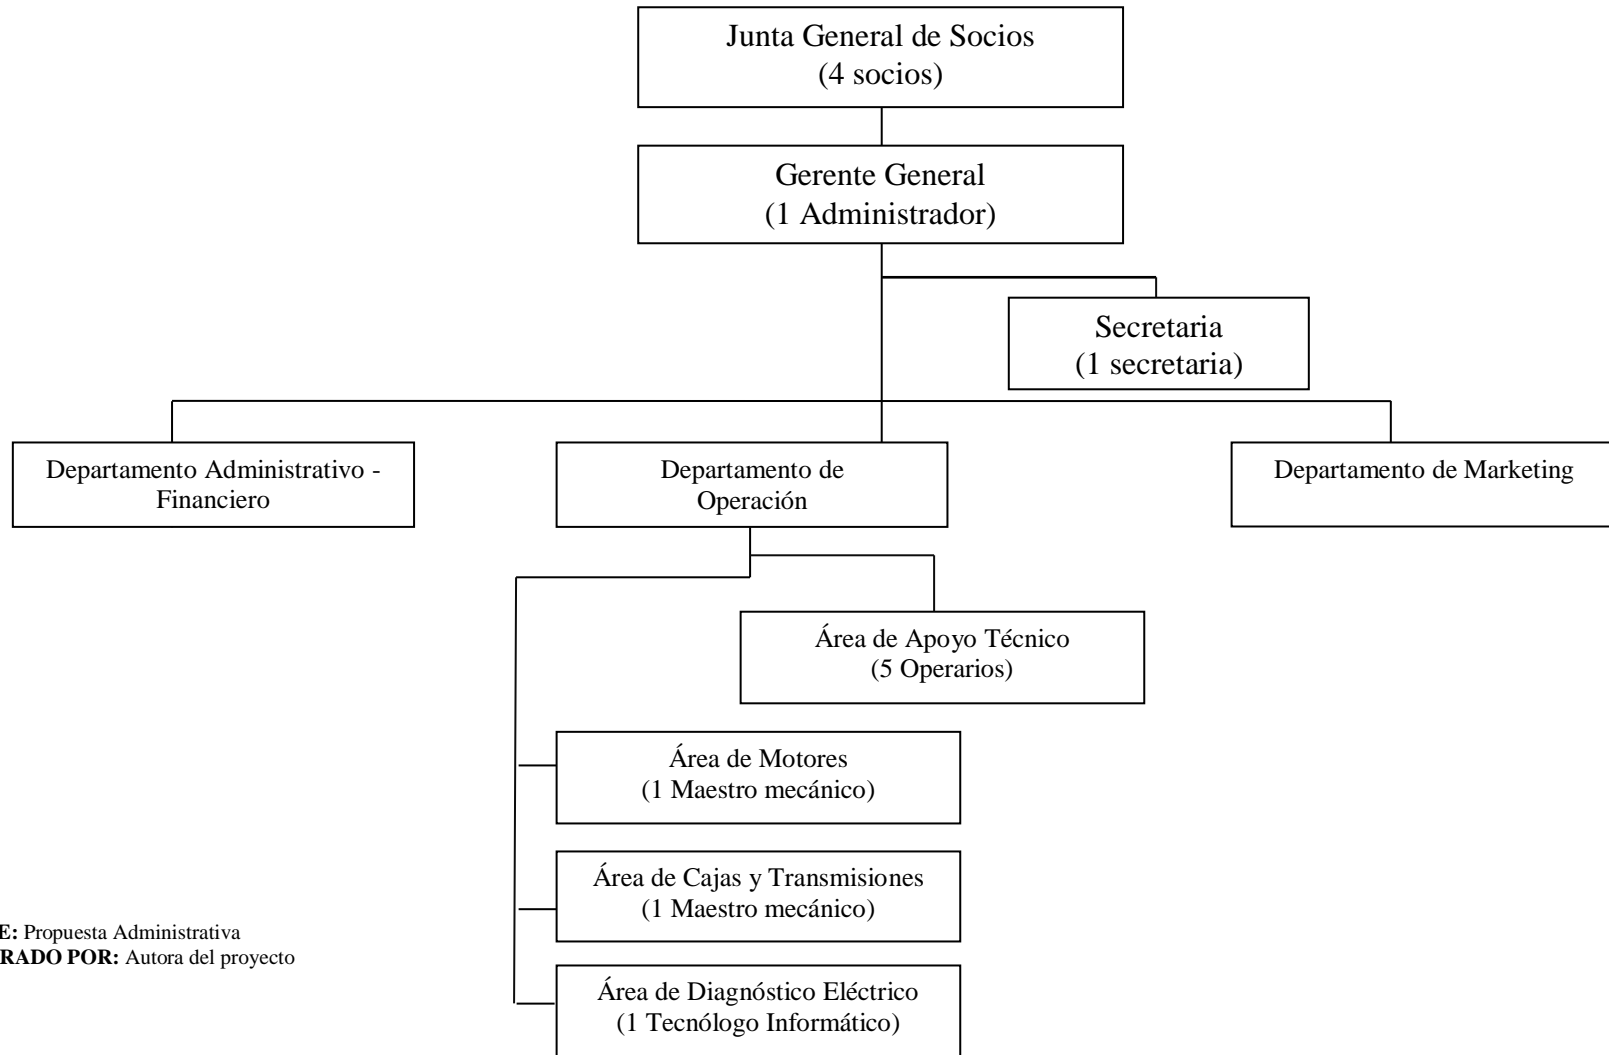 Junta General de Socios
(4 socios)
Gerente General
(1 Administrador)
Secretaria
(1 secretaria)
Departamento Administrativo -
Financiero
Departamento de
Operación
Departamento de Marketing
Área de Apoyo Técnico
(5 Operarios)
Área de Motores
(1 Maestro mecánico)
Área de Cajas y Transmisiones
(1 Maestro mecánico)
Área de Diagnóstico Eléctrico
(1 Tecnólogo Informático)
E: Propuesta Administrativa
RADO POR: Autora del proyecto